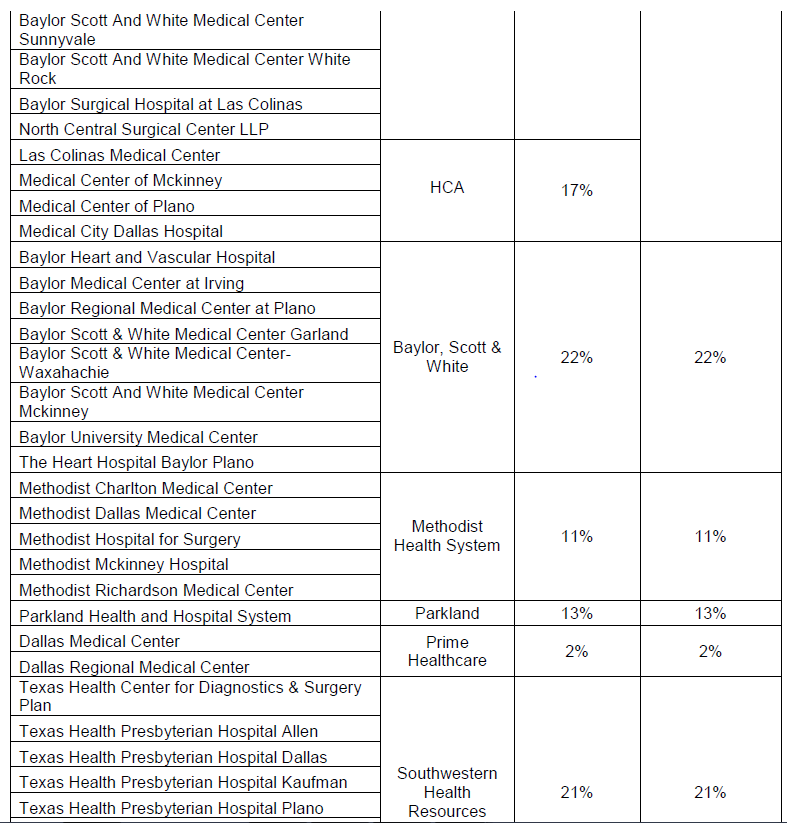 Baylor Scott And White Medical Center
Sunnyvale
Baylor Scott And White Medical Center White
Rock
Baylor Surgical Hospital at Las Colinas
North Central Surgical Center LLP
Las Colinas Medical Center
Medical Center of Mckinney
Medical Center of Plano
Medical City Dallas Hospital
HCA
17%
Baylor Heart and Vascular Hospital
Baylor Medical Center at Irving
Baylor Regional Medical Center at Plano
Baylor Scott & White Medical Center Garland
Baylor Scott & White Medical Center-
Waxahachie
Baylor Scott And White Medical Center
Mckinney
Baylor University Medical Center
The Heart Hospital Baylor Plano
Baylor, Scott &
White
22%
22%
Methodist Charlton Medical Center
Methodist Dallas Medical Center
Methodist Hospital for Surgery
Methodist Mckinney Hospital
Methodist Richardson Medical Center
Methodist
Health System
11%
11%
Parkland Health and Hospital System
Parkland
13%
13%
Dallas Medical Center
Dallas Regional Medical Center
Prime
Healthcare
2%
2%
Texas Health Center for Diagnostics & Surgery
Plan
Texas Health Presbyterian Hospital Allen
Texas Health Presbyterian Hospital Dallas
Texas Health Presbyterian Hospital Kaufman
Texas Health Presbyterian Hospital Plano
Southwestern
Health
Resources
21%
21%